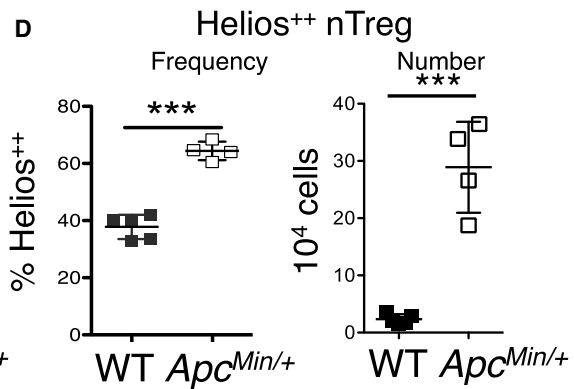 D
Helios⁺⁺ nTreg
Frequency
Number
***
***
% Helios⁺⁺
80
60
40
20
0
WT Apc^Min/+
10⁴ cells
40
30
20
10
0
WT Apc^Min/+
+